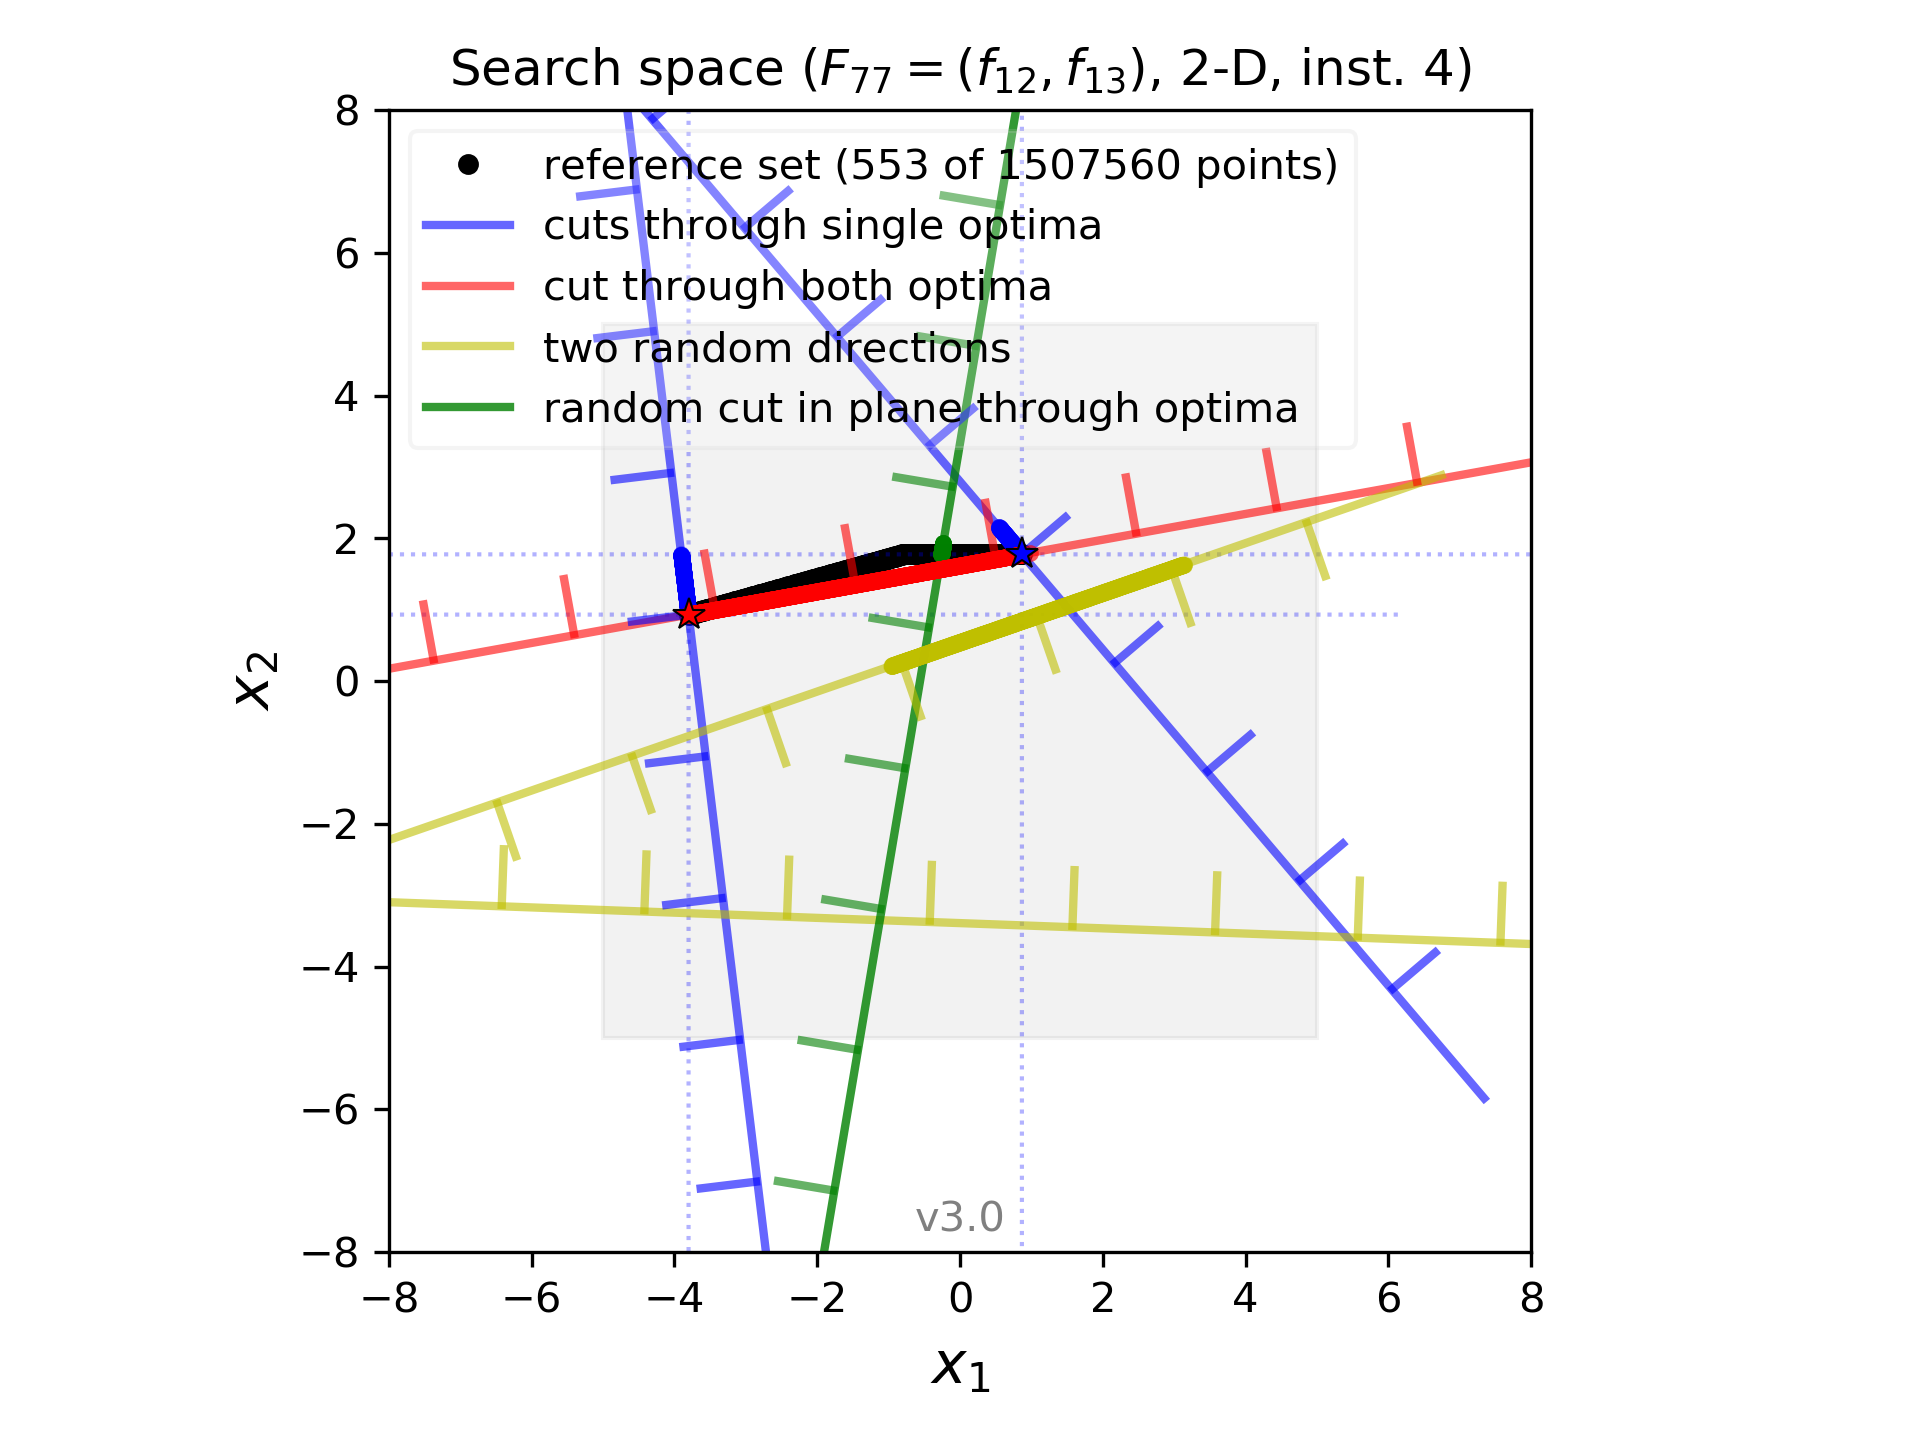 Search space (F77 = (f12, f13), 2-D, inst. 4)
reference set (553 of 1507560 points)
cuts through single optima
cut through both optima
two random directions
random cut in plane through optima
8
6
4
2
0
−2
−4
−6
−8
x2
v3.0
−8 −6 −4 −2 0 2 4 6 8
x1